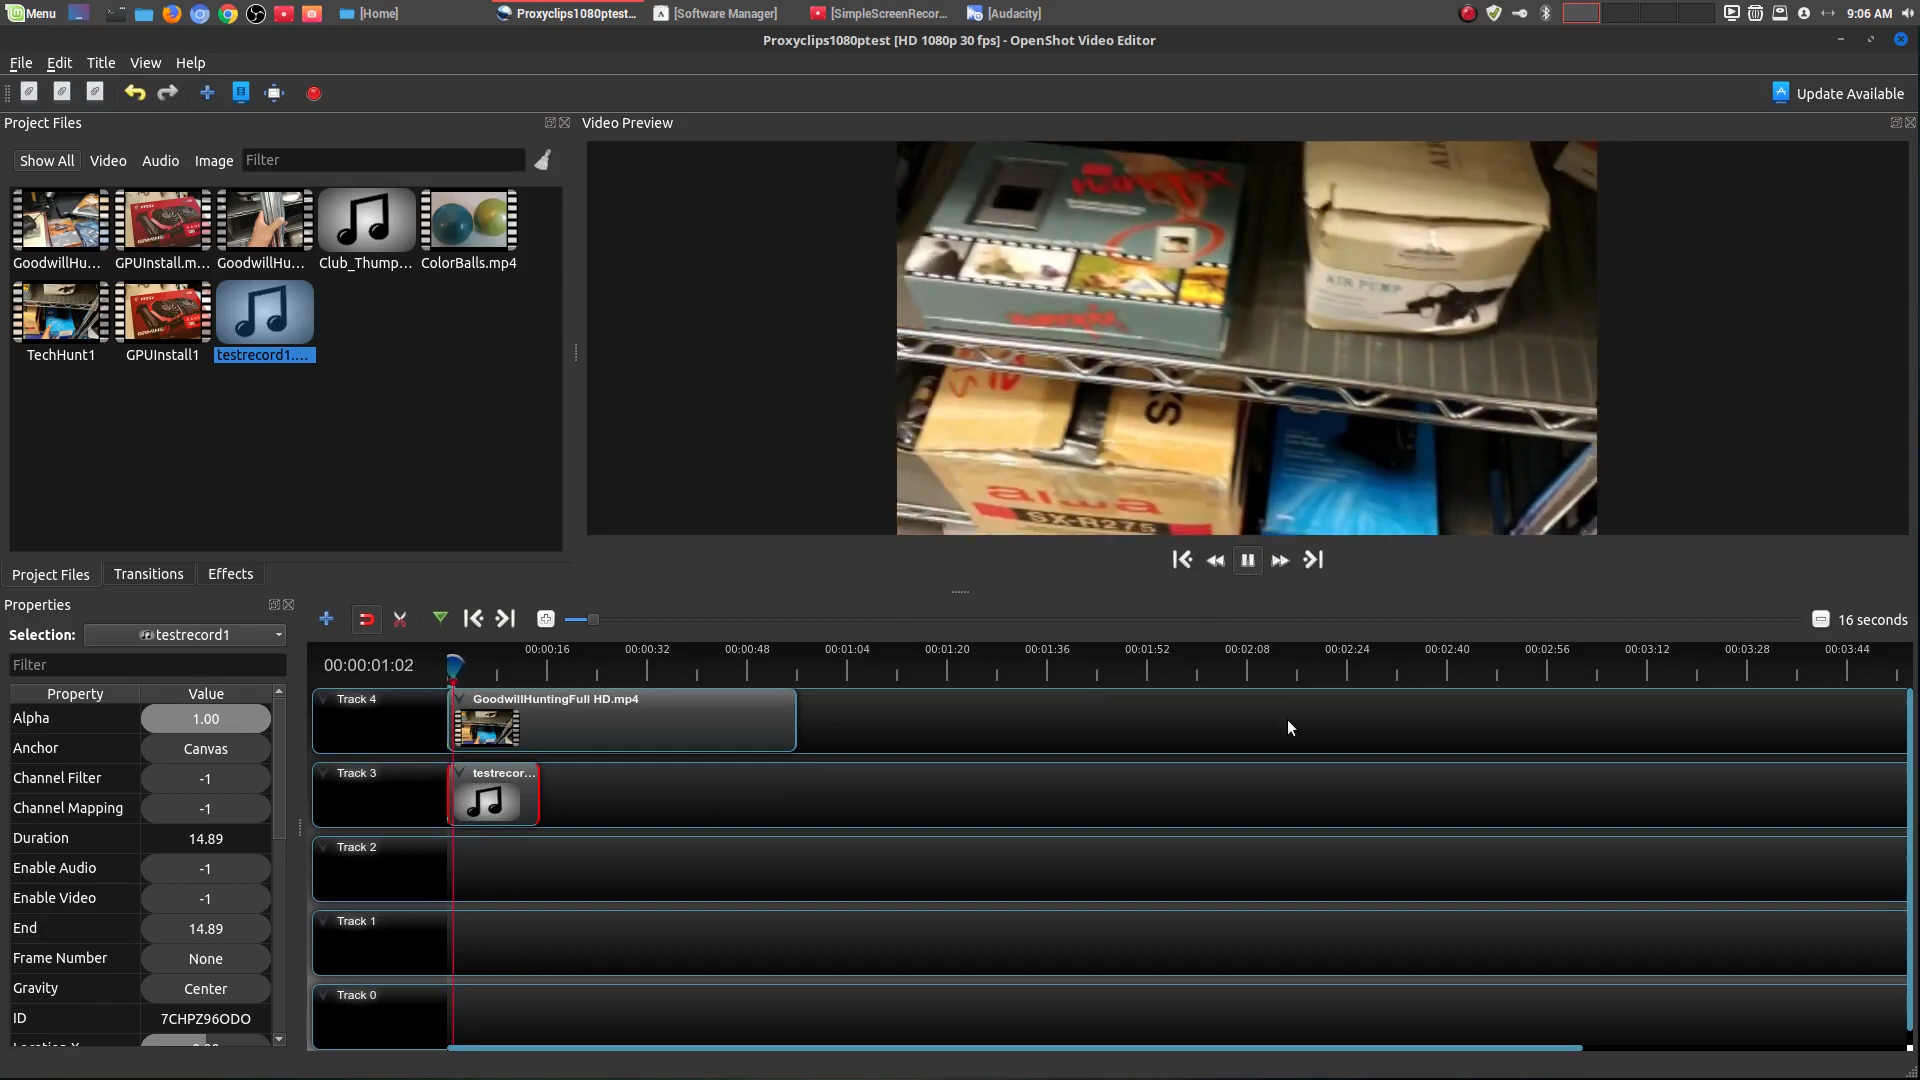 Menu
[Home]
Proxyclips1080ptest...
[Software Manager]
[SimpleScreenRecor...
[Audacity]
9:06 AM
Proxyclips1080ptest [HD 1080p 30 fps] - OpenShot Video Editor
File Edit Title View Help
Update Available
Project Files
Video Preview
Show All Video Audio Image Filter
GoodwillHu... GPUInstall.m... GoodwillHu... Club_Thump... ColorBalls.mp4
TechHunt1 GPUInstall1 testrecord1....
AIR PUMP
aiwa
SX-R275
Project Files Transitions Effects
Properties
Selection: testrecord1
Filter
Property Value
Alpha 1.00
Anchor Canvas
Channel Filter -1
Channel Mapping -1
Duration 14.89
Enable Audio -1
Enable Video -1
End 14.89
Frame Number None
Gravity Center
ID 7CHPZ96ODO
16 seconds
00:00:01:02
00:00:16 00:00:32 00:00:48 00:01:04 00:01:20 00:01:36 00:01:52 00:02:08 00:02:24 00:02:40 00:02:56 00:03:12 00:03:28 00:03:44
Track 4
GoodwillHuntingFull HD.mp4
Track 3
testrecor...
Track 2
Track 1
Track 0